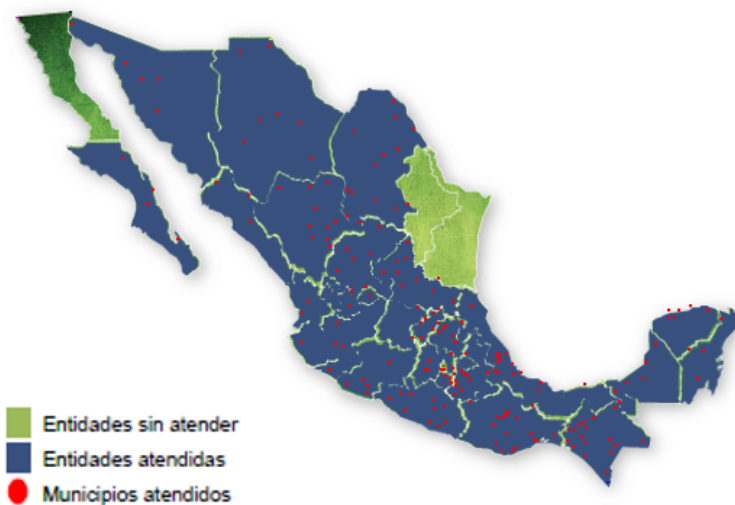 Entidades sin atender
Entidades atendidas
Municipios atendidos